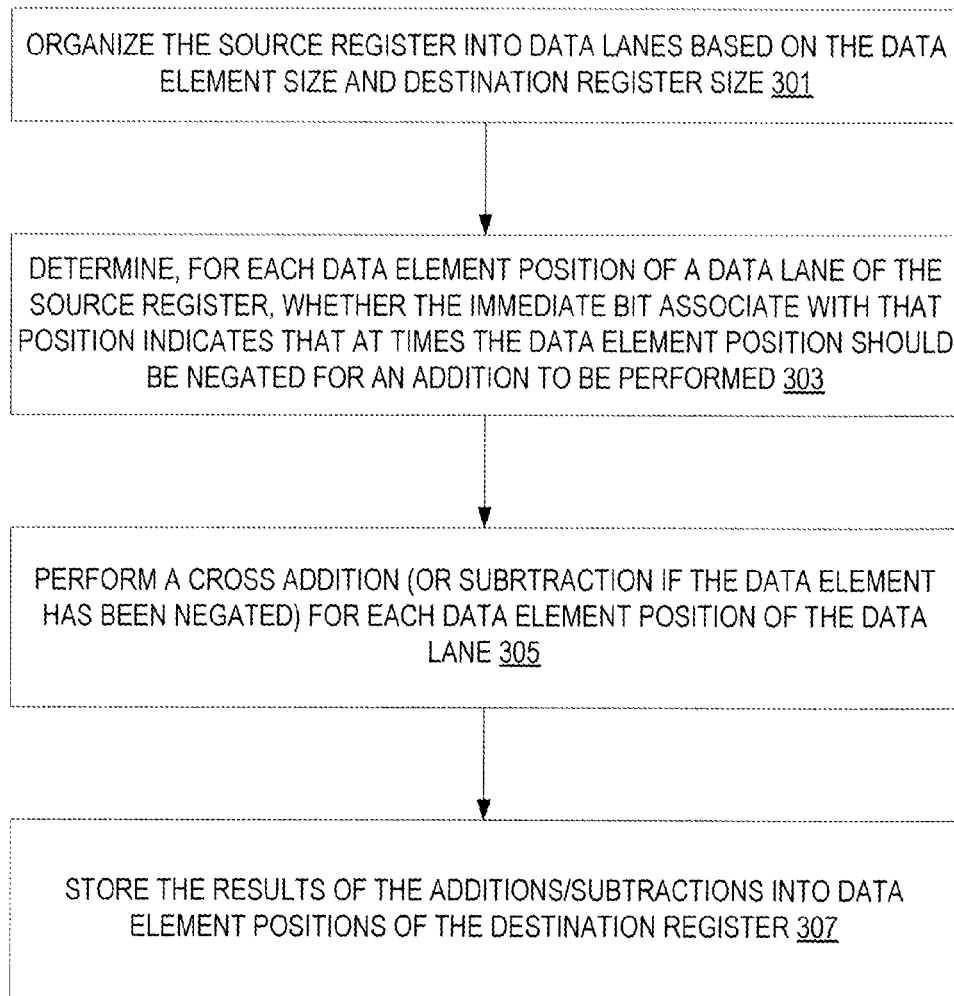 ORGANIZE THE SOURCE REGISTER INTO DATA LANES BASED ON THE DATA
ELEMENT SIZE AND DESTINATION REGISTER SIZE 301
DETERMINE, FOR EACH DATA ELEMENT POSITION OF A DATA LANE OF THE
SOURCE REGISTER, WHETHER THE IMMEDIATE BIT ASSOCIATE WITH THAT
POSITION INDICATES THAT AT TIMES THE DATA ELEMENT POSITION SHOULD
BE NEGATED FOR AN ADDITION TO BE PERFORMED 303
PERFORM A CROSS ADDITION (OR SUBRTRACTION IF THE DATA ELEMENT
HAS BEEN NEGATED) FOR EACH DATA ELEMENT POSITION OF THE DATA
LANE 305
STORE THE RESULTS OF THE ADDITIONS/SUBTRACTIONS INTO DATA
ELEMENT POSITIONS OF THE DESTINATION REGISTER 307